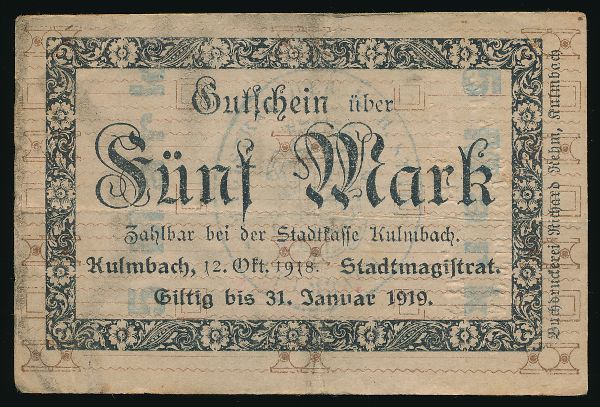 Gutschein über
Fünf Mark
Zahlbar bei der Stadtkasse Kulmbach.
Kulmbach, 12. Okt. 1918. Stadtmagistrat.
Giltig bis 31. Januar 1919.
Buchdruckerei Richard Rehm, Kulmbach